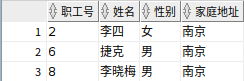 职工号 姓名 性别 家庭地址
1 2 李四 女 南京
2 6 捷克 男 南京
3 8 李晓梅 男 南京